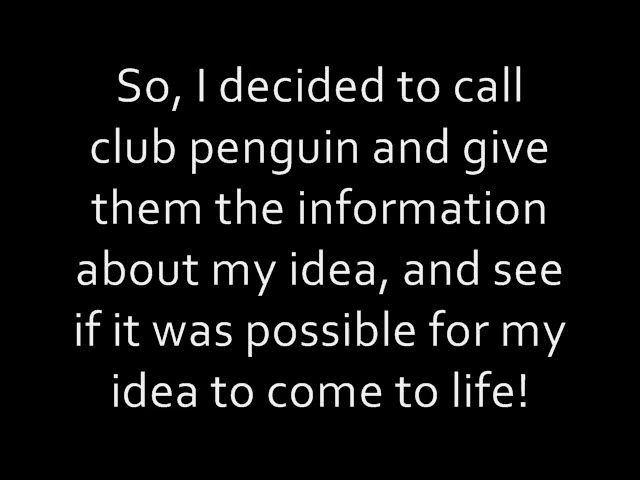 So, I decided to call
club penguin and give
them the information
about my idea, and see
if it was possible for my
idea to come to life!